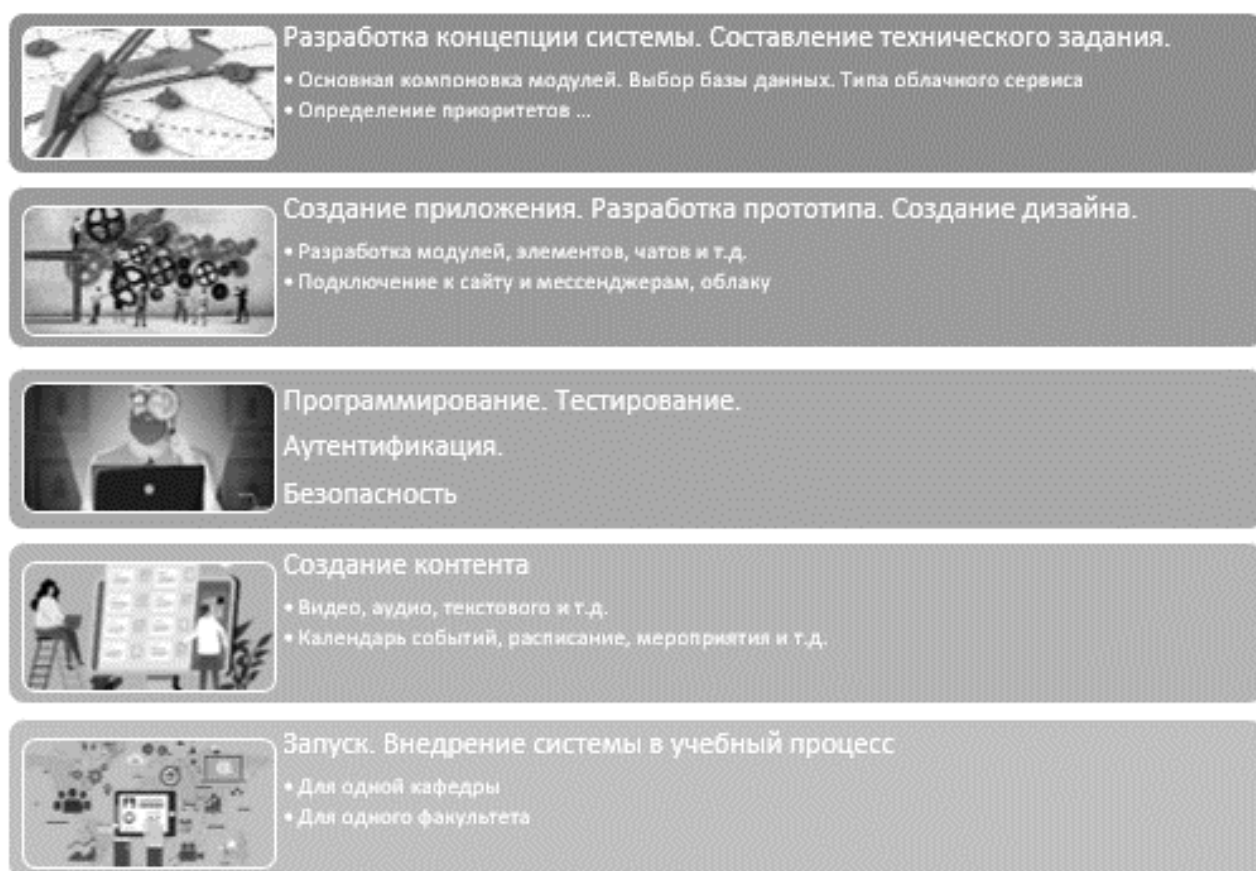 Разработка концепции системы. Составление технического задания.
• Основная компоновка модулей. Выбор базы данных. Типа облачного сервиса
• Определение приоритетов ...
Создание приложения. Разработка прототипа. Создание дизайна.
• Разработка модулей, элементов, чатов и т.д.
• Подключение к сайту и мессенджерам, облаку
Программирование. Тестирование.
Аутентификация.
Безопасность
Создание контента
• Видео, аудио, текстового и т.д.
• Календарь событий, расписание, мероприятия и т.д.
Запуск. Внедрение системы в учебный процесс
• Для одной кафедры
• Для одного факультета